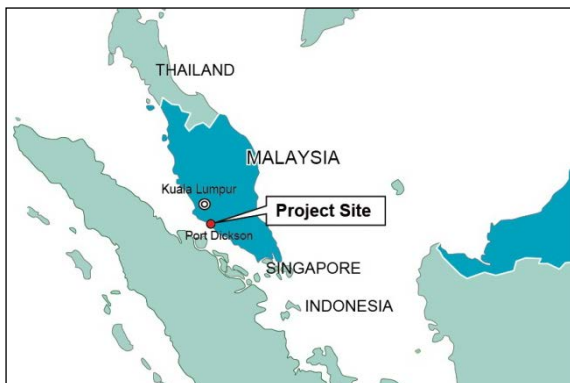 THAILAND
MALAYSIA
Kuala Lumpur
Project Site
Port Dickson
SINGAPORE
INDONESIA